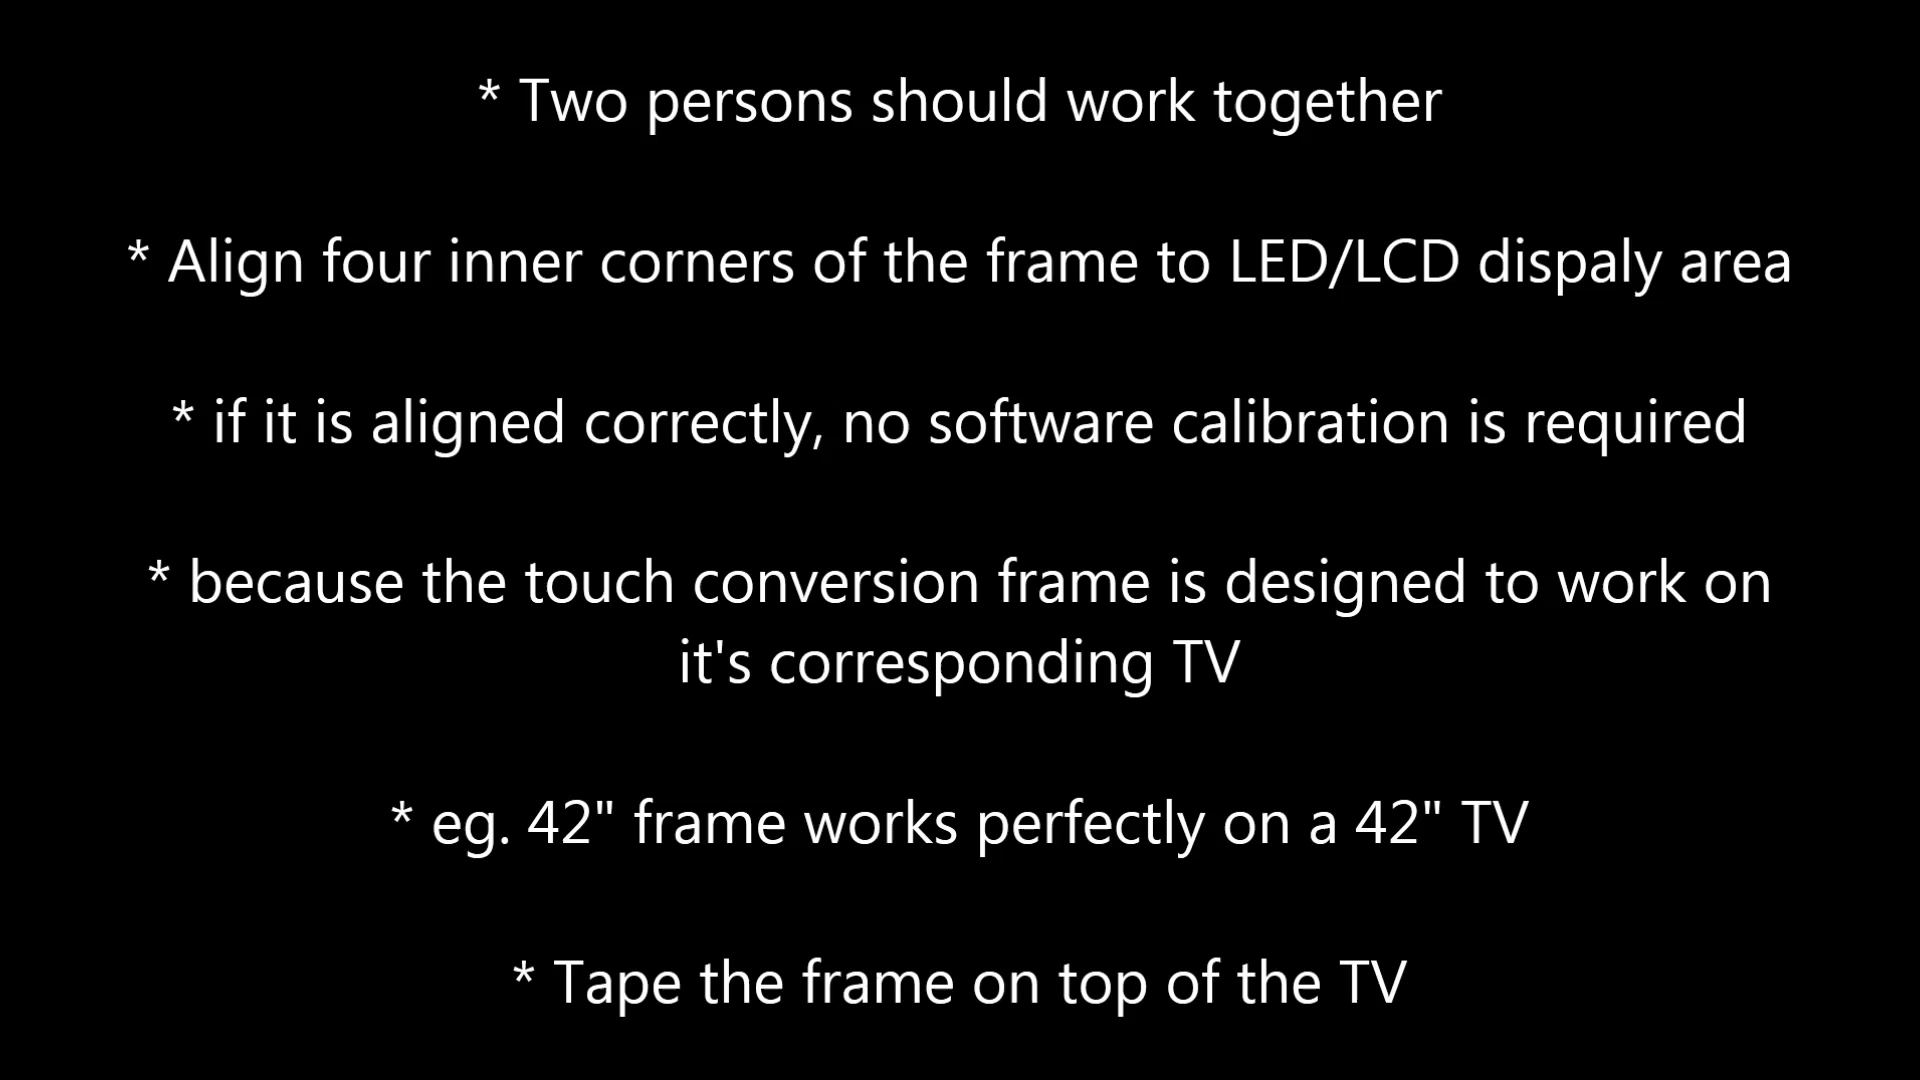 * Two persons should work together
* Align four inner corners of the frame to LED/LCD dispaly area
* if it is aligned correctly, no software calibration is required
* because the touch conversion frame is designed to work on
it's corresponding TV
* eg. 42" frame works perfectly on a 42" TV
* Tape the frame on top of the TV